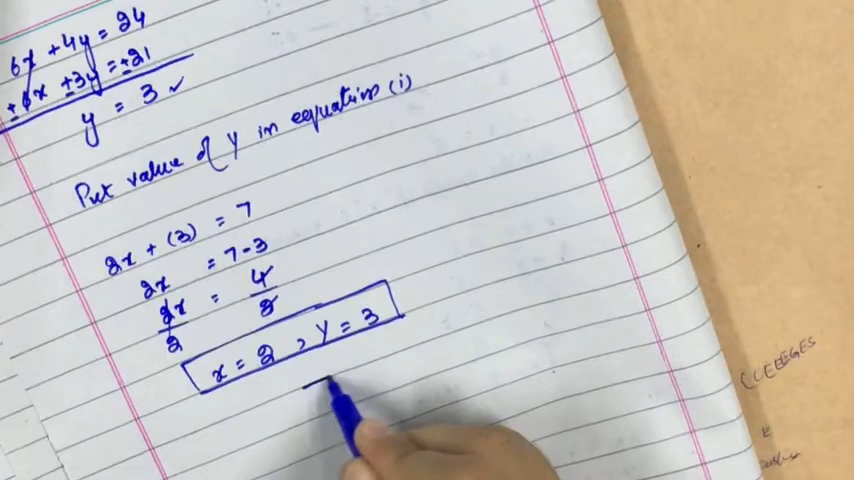 6x + 4y = 24
±6x ±3y = ±21
y = 3 ✓
Put value of Y in equation (i)
2x + (3) = 7
2x = 7-3
2x/2 = 4/2
x = 2 , Y = 3